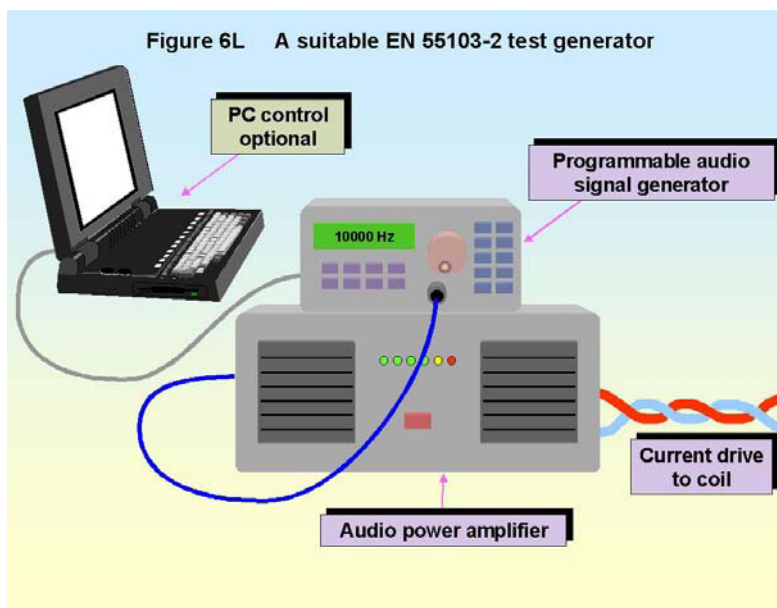 Figure 6L A suitable EN 55103-2 test generator
PC control
optional
Programmable audio
signal generator
10000 Hz
Current drive
to coil
Audio power amplifier